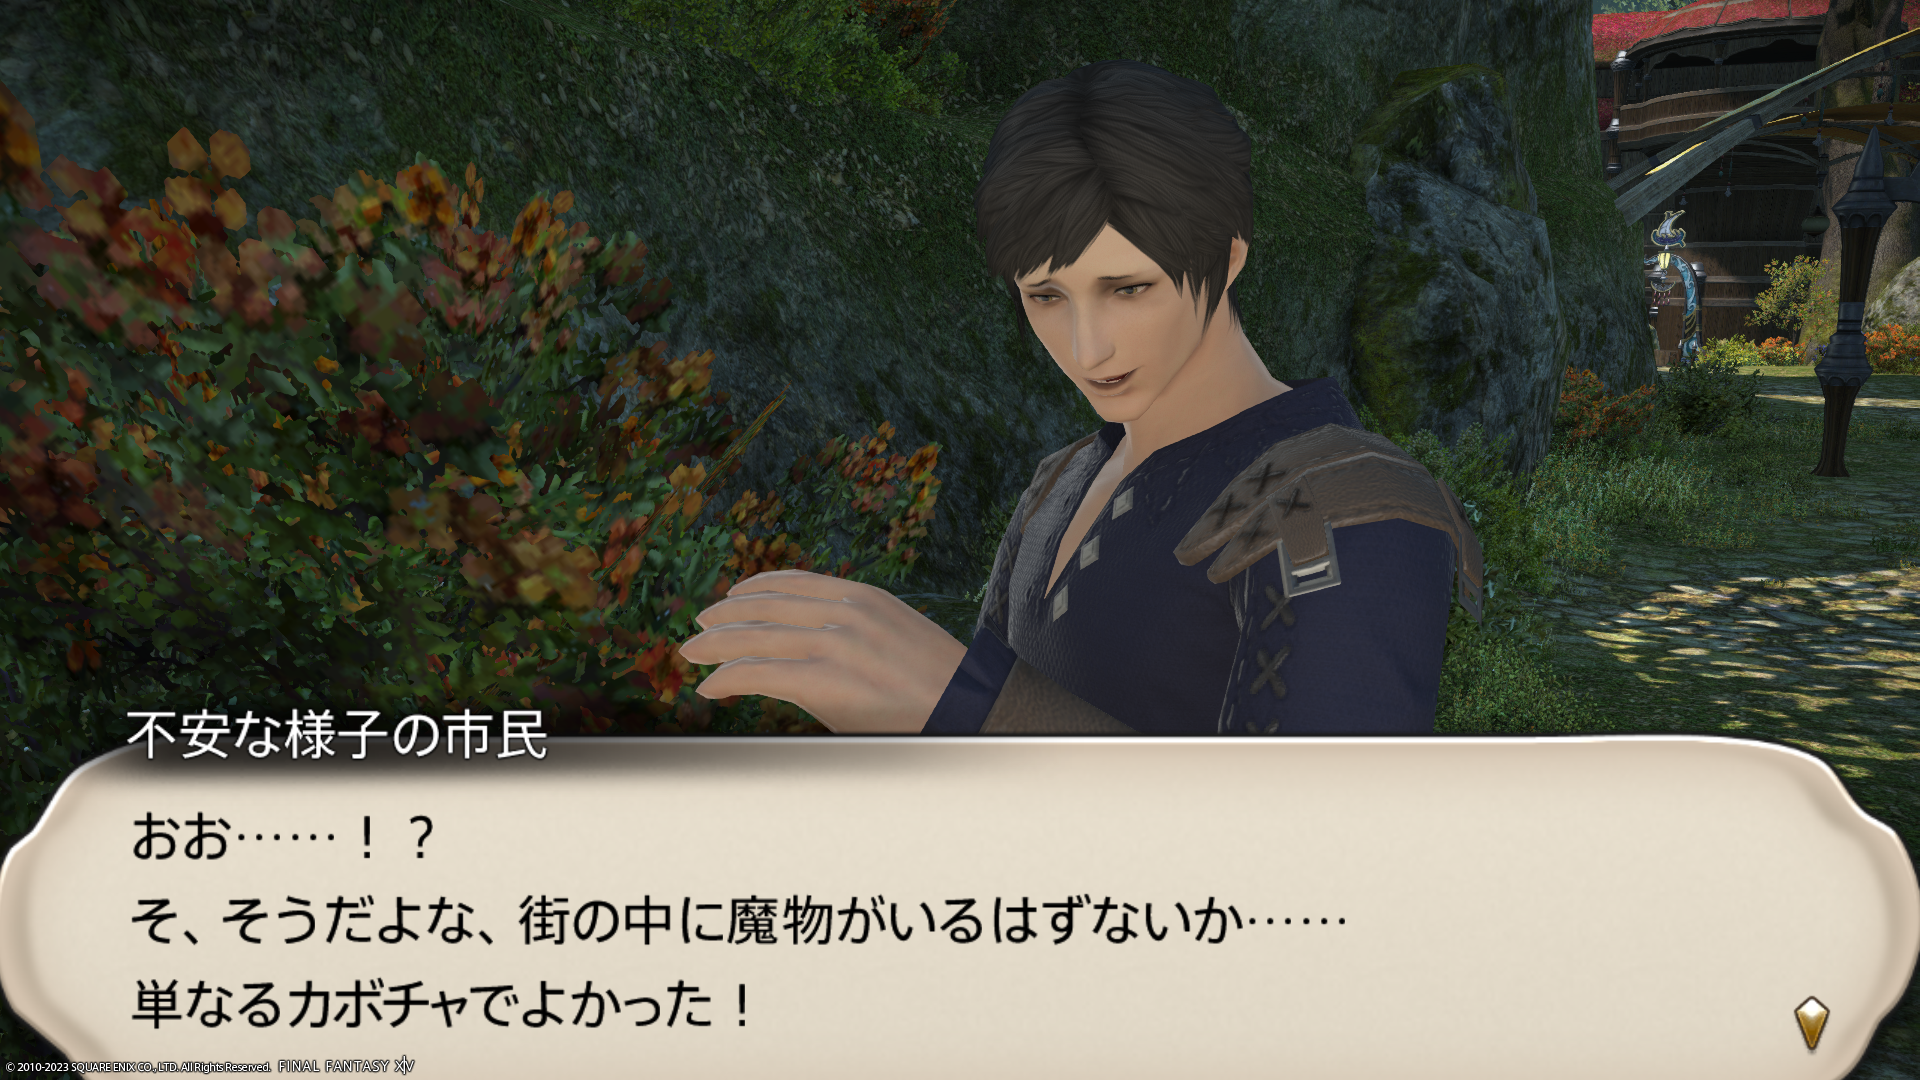 不安な様子の市民
おお……！？
そ、そうだよな、街の中に魔物がいるはずないか……
単なるカボチャでよかった！
© 2010-2023 SQUARE ENIX CO., LTD. All Rights Reserved. FINAL FANTASY XIV